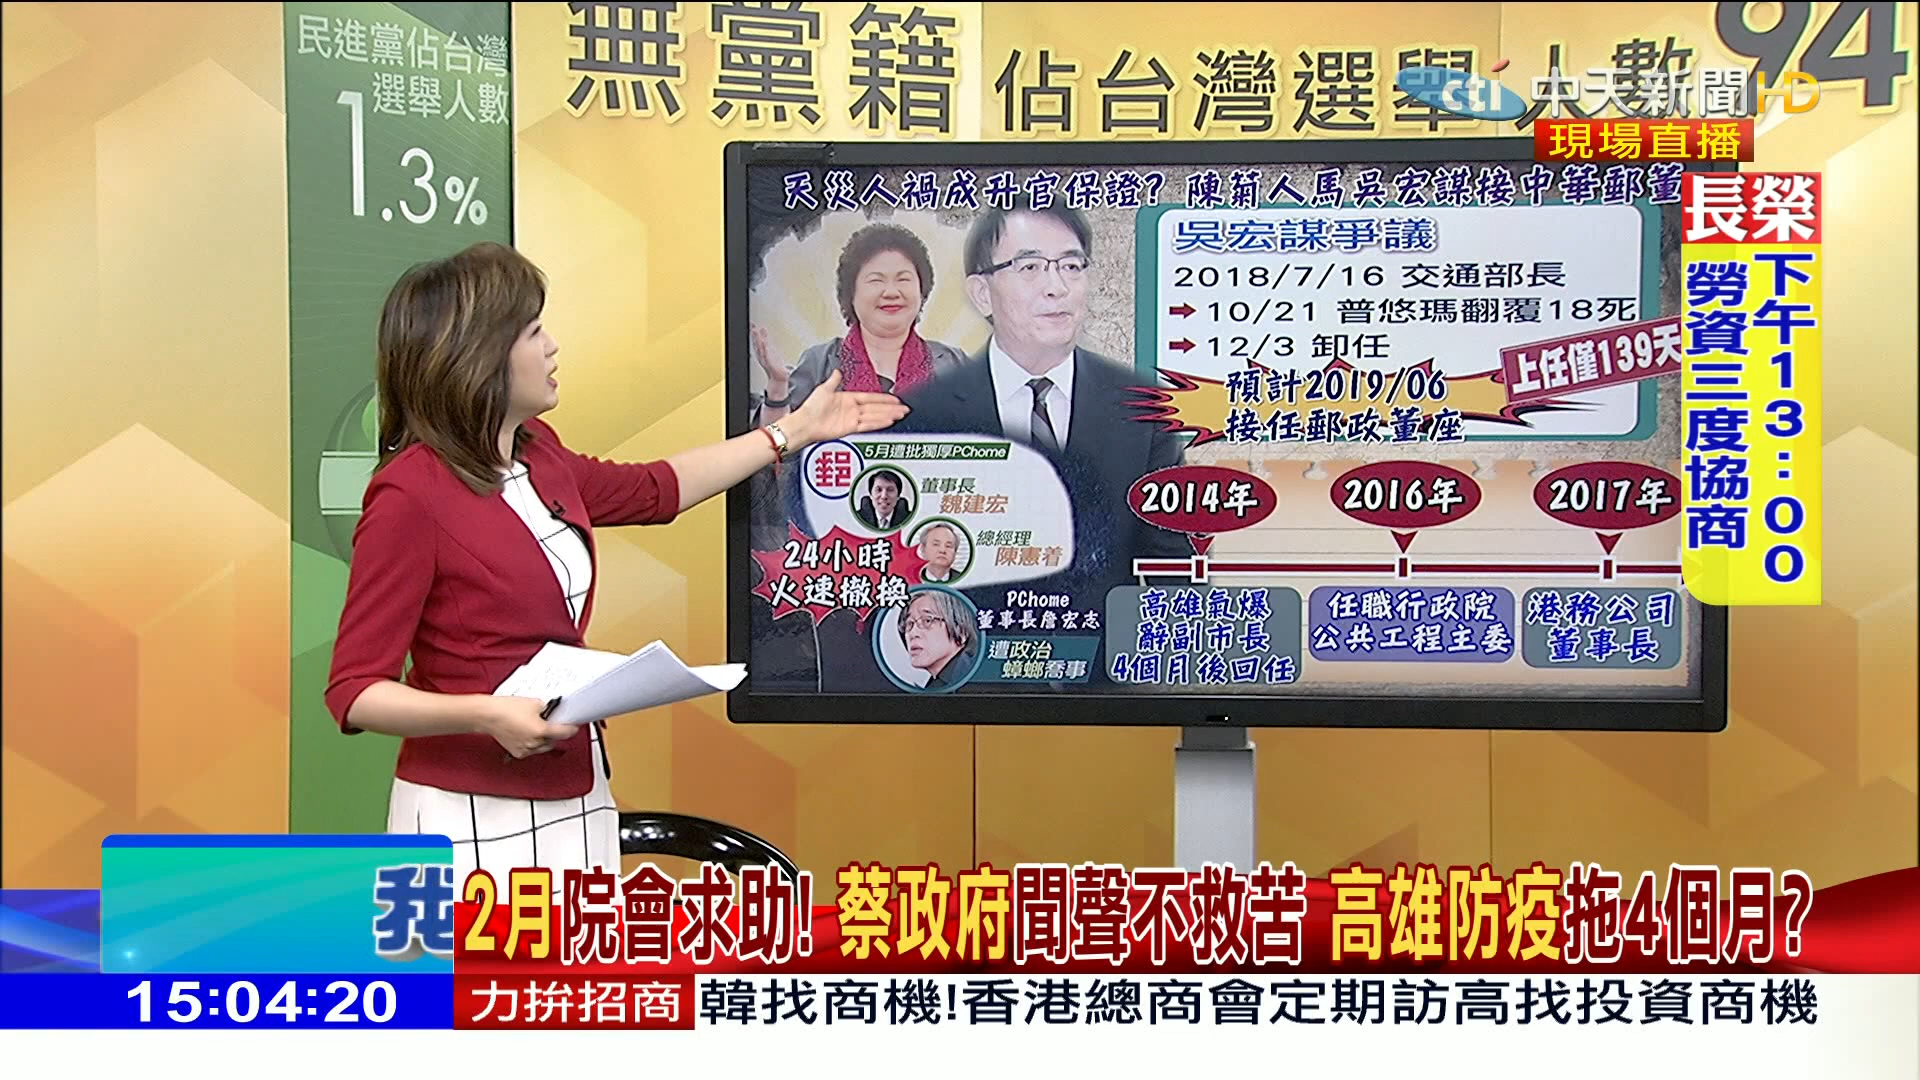 民進黨佔台灣
選舉人數
1.3%
無黨籍 佔台灣選舉人數 94
cti 中天新聞HD
現場直播
長榮
下午13:00
勞資三度協商
天災人禍成升官保證? 陳菊人馬吳宏謀接中華郵董
吳宏謀爭議
2018/7/16 交通部長
10/21 普悠瑪翻覆18死
12/3 卸任
上任僅139天
預計2019/06
接任郵政董座
5月遭批獨厚PChome
郵
董事長
魏建宏
總經理
陳憲着
24小時
火速撤換
PChome
董事長詹宏志
遭政治
蟑螂喬事
2014年
2016年
2017年
高雄氣爆
辭副市長
4個月後回任
任職行政院
公共工程主委
港務公司
董事長
我
2月院會求助! 蔡政府聞聲不救苦 高雄防疫拖4個月?
15:04:20
力拚招商
韓找商機!香港總商會定期訪高找投資商機